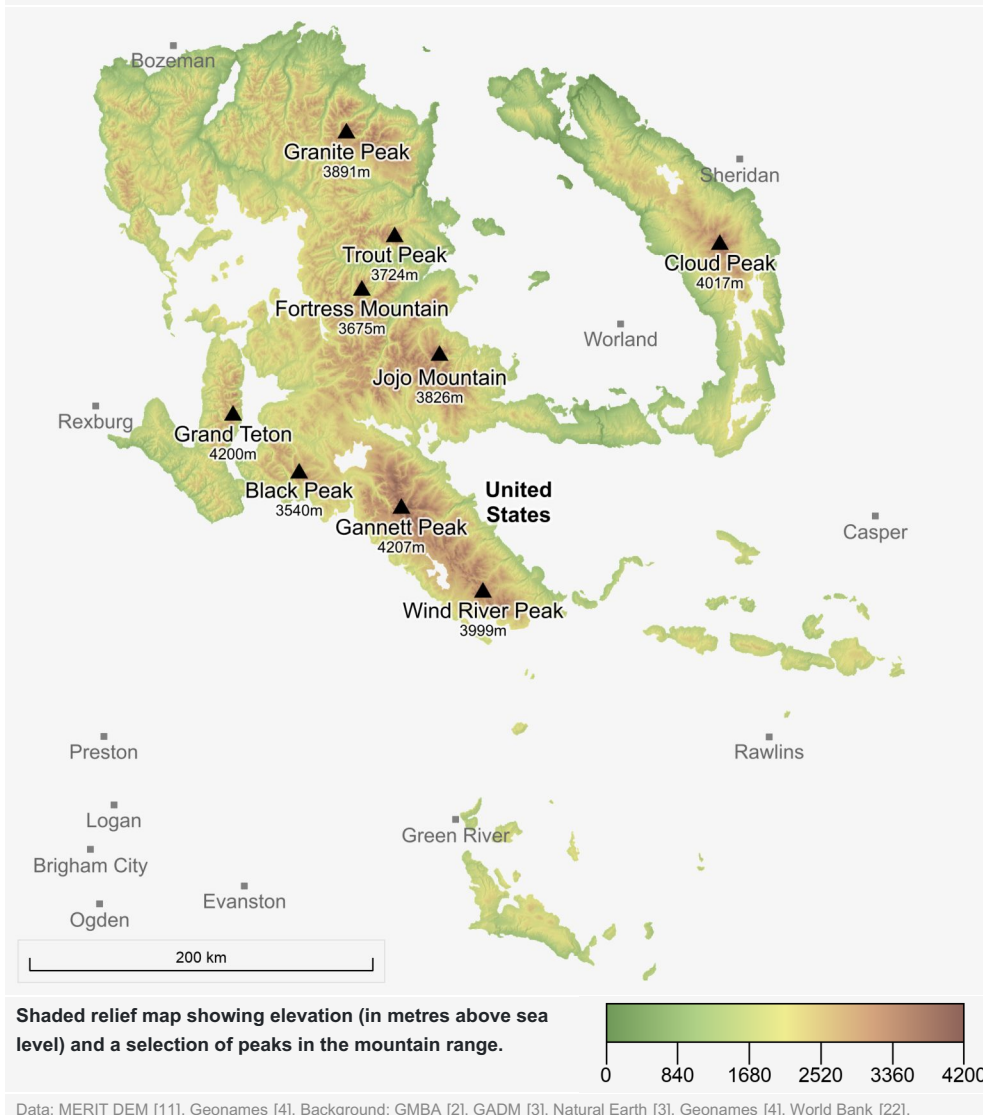 Bozeman
Granite Peak
3891m
Sheridan
Trout Peak
3724m
Cloud Peak
4017m
Fortress Mountain
3675m
Worland
Jojo Mountain
3826m
Rexburg
Grand Teton
4200m
Black Peak
3540m
United
States
Gannett Peak
4207m
Casper
Wind River Peak
3999m
Preston
Rawlins
Logan
Green River
Brigham City
Evanston
Ogden
200 km
Shaded relief map showing elevation (in metres above sea
level) and a selection of peaks in the mountain range.
0 840 1680 2520 3360 4200
Data: MERIT DEM [11], Geonames [4], Background: GMBA [2], GADM [3], Natural Earth [3], Geonames [4], World Bank [22].